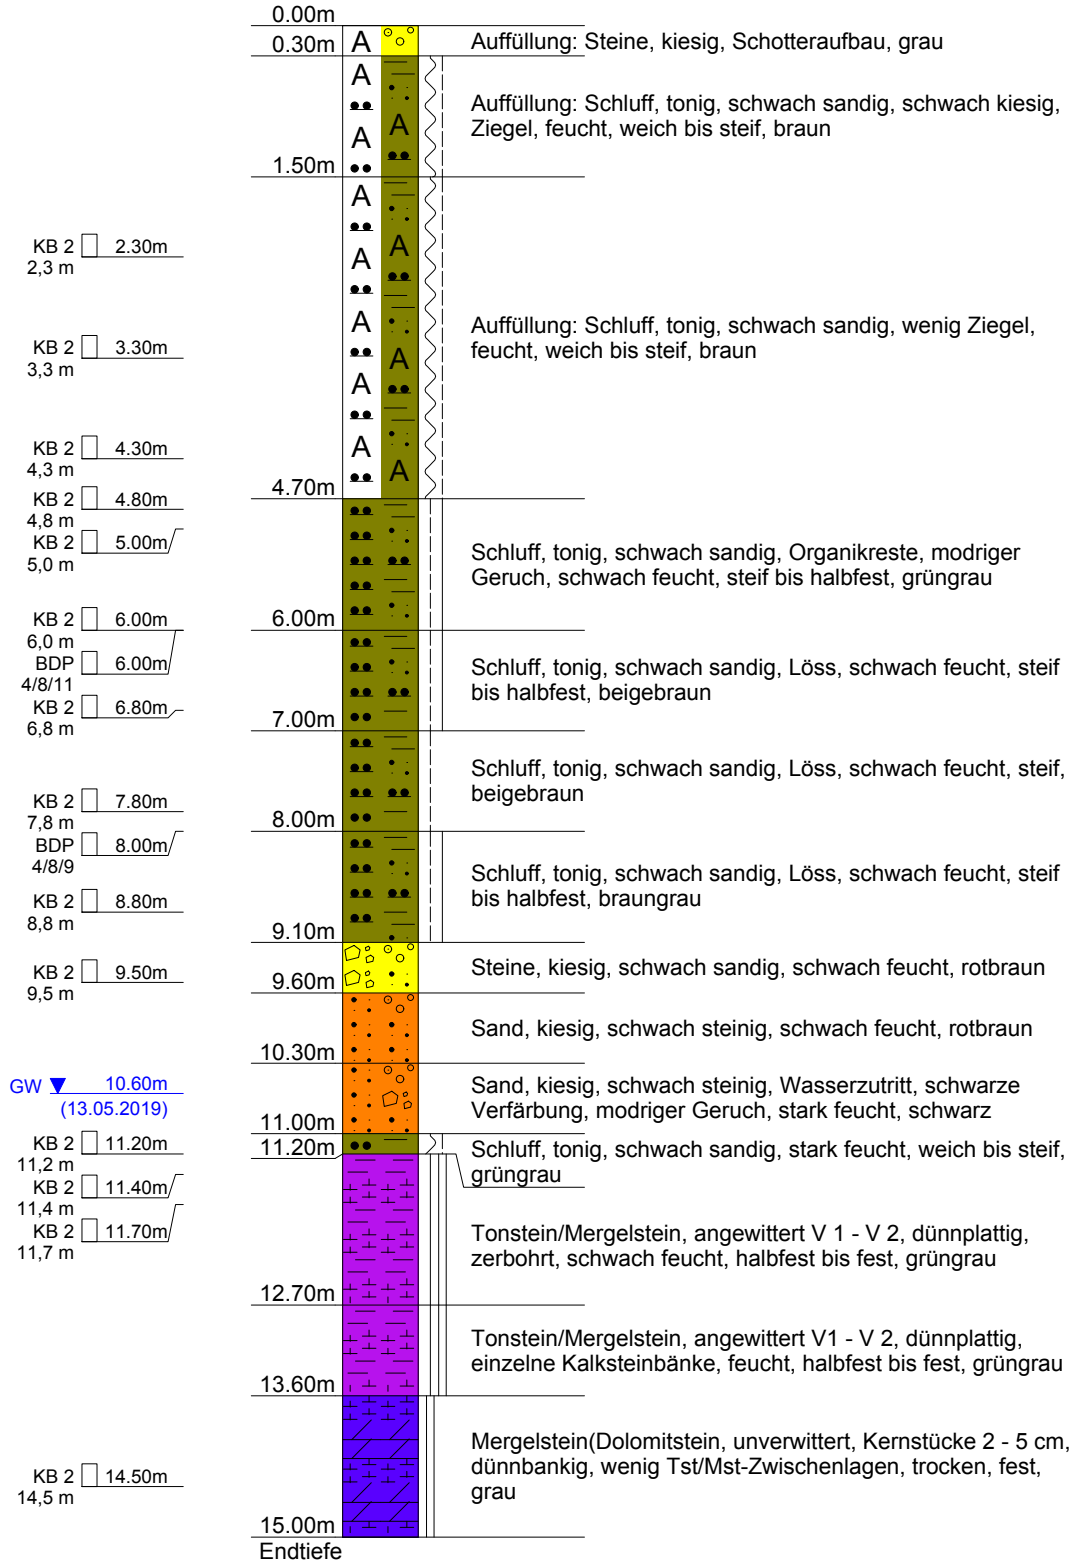 0.00m
0.30m
A
Auffüllung: Steine, kiesig, Schotteraufbau, grau
A
A
A
Auffüllung: Schluff, tonig, schwach sandig, schwach kiesig,
Ziegel, feucht, weich bis steif, braun
1.50m
A
A
A
A
A
A
A
A
KB 2 2.30m
2,3 m
KB 2 3.30m
3,3 m
Auffüllung: Schluff, tonig, schwach sandig, wenig Ziegel,
feucht, weich bis steif, braun
KB 2 4.30m
4,3 m
4.70m
KB 2 4.80m
4,8 m
KB 2 5.00m
5,0 m
Schluff, tonig, schwach sandig, Organikreste, modriger
Geruch, schwach feucht, steif bis halbfest, grüngrau
6.00m
KB 2 6.00m
6,0 m
BDP 6.00m
4/8/11
KB 2 6.80m
6,8 m
Schluff, tonig, schwach sandig, Löss, schwach feucht, steif
bis halbfest, beigebraun
7.00m
Schluff, tonig, schwach sandig, Löss, schwach feucht, steif,
beigebraun
KB 2 7.80m
7,8 m
8.00m
BDP 8.00m
4/8/9
KB 2 8.80m
8,8 m
Schluff, tonig, schwach sandig, Löss, schwach feucht, steif
bis halbfest, braungrau
9.10m
KB 2 9.50m
9,5 m
Steine, kiesig, schwach sandig, schwach feucht, rotbraun
9.60m
Sand, kiesig, schwach steinig, schwach feucht, rotbraun
10.30m
GW 10.60m
(13.05.2019)
Sand, kiesig, schwach steinig, Wasserzutritt, schwarze
Verfärbung, modriger Geruch, stark feucht, schwarz
11.00m
KB 2 11.20m
11,2 m
11.20m
Schluff, tonig, schwach sandig, stark feucht, weich bis steif,
grüngrau
KB 2 11.40m
11,4 m
KB 2 11.70m
11,7 m
Tonstein/Mergelstein, angewittert V 1 - V 2, dünnplattig,
zerbohrt, schwach feucht, halbfest bis fest, grüngrau
12.70m
Tonstein/Mergelstein, angewittert V1 - V 2, dünnplattig,
einzelne Kalksteinbänke, feucht, halbfest bis fest, grüngrau
13.60m
Mergelstein(Dolomitstein, unverwittert, Kernstücke 2 - 5 cm,
dünnbankig, wenig Tst/Mst-Zwischenlagen, trocken, fest,
grau
KB 2 14.50m
14,5 m
15.00m
Endtiefe